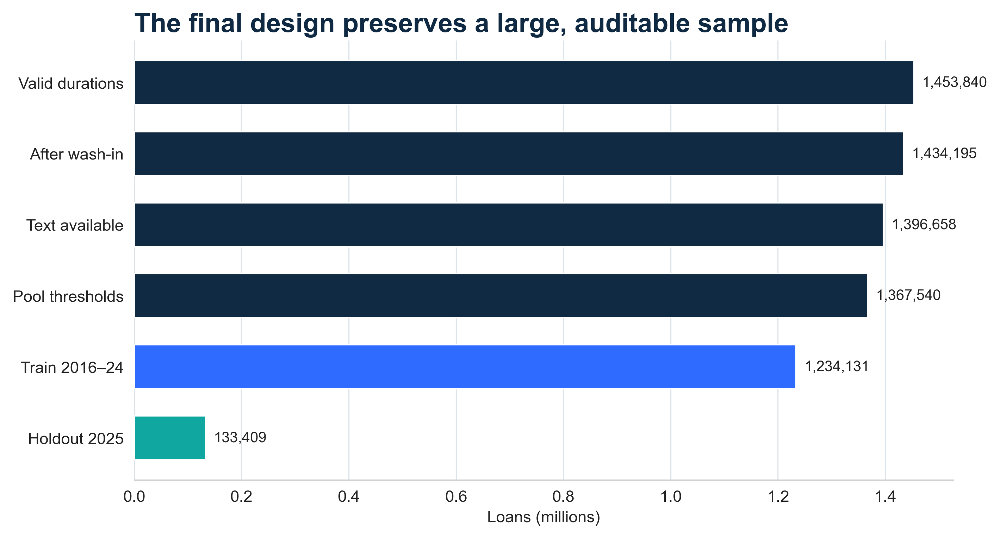 The final design preserves a large, auditable sample
Valid durations 1,453,840
After wash-in 1,434,195
Text available 1,396,658
Pool thresholds 1,367,540
Train 2016–24 1,234,131
Holdout 2025 133,409
0.0 0.2 0.4 0.6 0.8 1.0 1.2 1.4
Loans (millions)